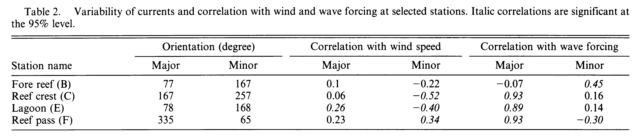 Table 2. Variability of currents and correlation with wind and wave forcing at selected stations. Italic correlations are significant at
the 95% level.
Orientation (degree) Correlation with wind speed Correlation with wave forcing
Station name Major Minor Major Minor Major Minor
Fore reef (B) 77 167 0.1 −0.22 −0.07 0.45
Reef crest (C) 167 257 0.06 −0.52 0.93 0.16
Lagoon (E) 78 168 0.26 −0.40 0.89 0.14
Reef pass (F) 335 65 0.23 0.34 0.93 −0.30